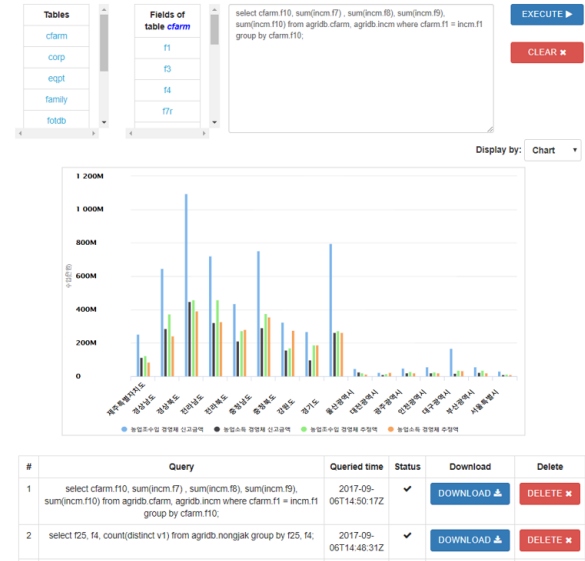 Tables
cfarm
corp
eqpt
family
fotdb
Fields of
table cfarm
f1
f3
f4
f7r
select cfarm.f10, sum(incm.f7) , sum(incm.f8), sum(incm.f9),
sum(incm.f10) from agridb.cfarm, agridb.incm where cfarm.f1 = incm.f1
group by cfarm.f10;
EXECUTE
CLEAR
Display by:
Chart
1 200M
1 000M
800M
600M
400M
200M
0
수입(천원)
제주특별자치도
경상남도
경상북도
전라남도
전라북도
충청남도
충청북도
강원도
경기도
울산광역시
대전광역시
광주광역시
인천광역시
대구광역시
부산광역시
서울특별시
농업조수입 경영체 신고금액
농업소득 경영체 신고금액
농업조수입 경영체 추정액
농업소득 경영체 추정액
# Query Queried time Status Download Delete
1
select cfarm.f10, sum(incm.f7) , sum(incm.f8), sum(incm.f9),
sum(incm.f10) from agridb.cfarm, agridb.incm where cfarm.f1 = incm.f1
group by cfarm.f10;
2017-09-
06T14:50:17Z
DOWNLOAD
DELETE
2
select f25, f4, count(distinct v1) from agridb.nongjak group by f25, f4;
2017-09-
06T14:48:31Z
DOWNLOAD
DELETE